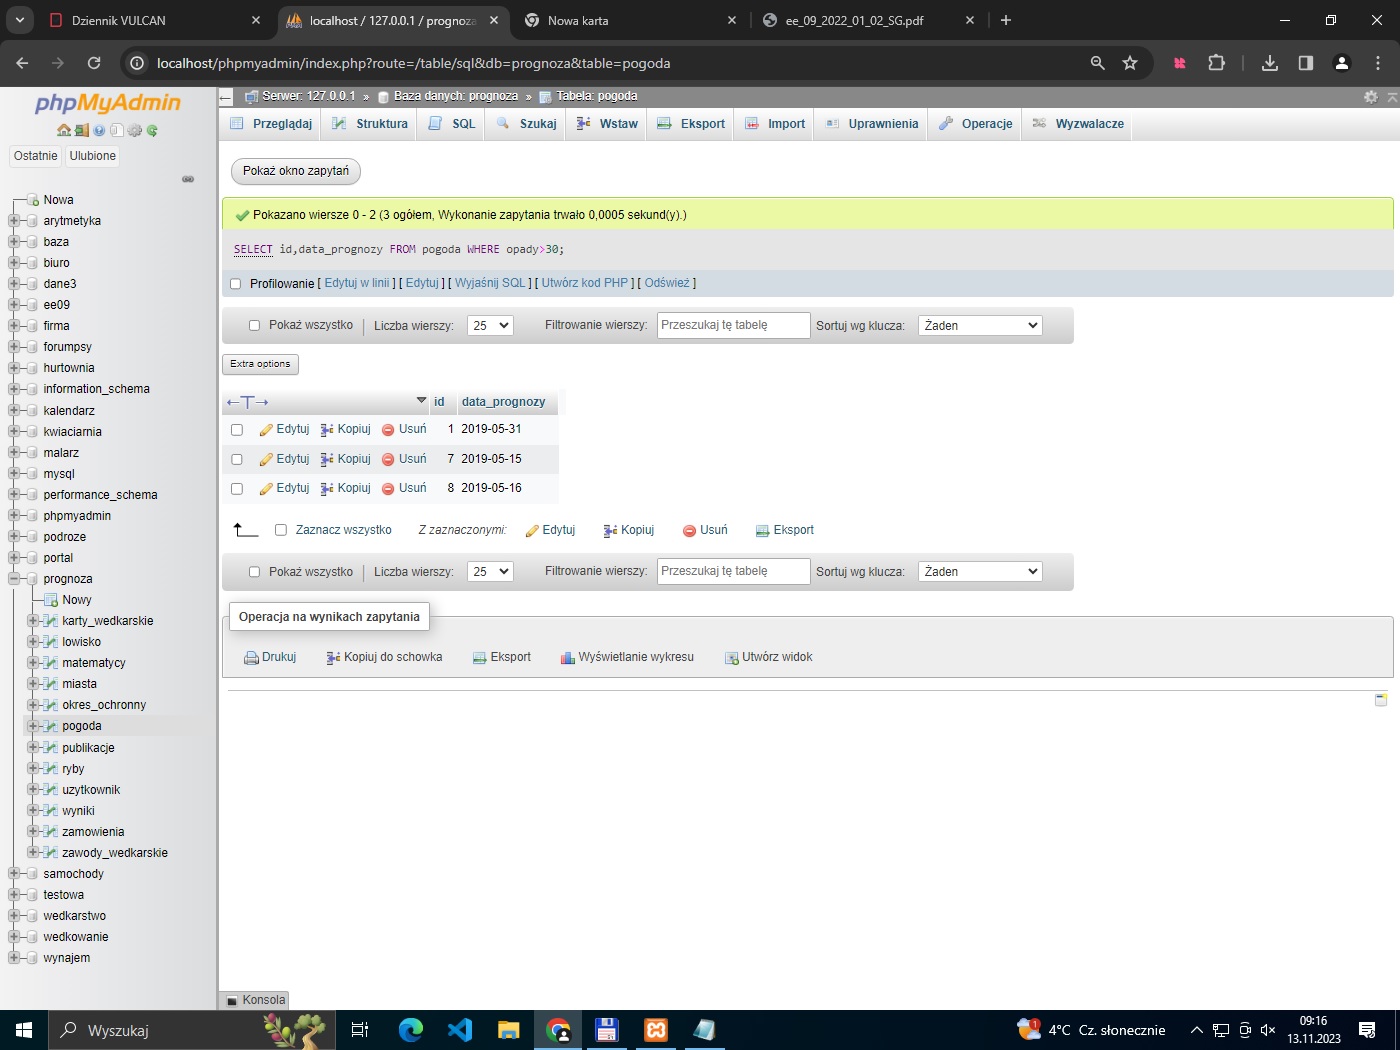 Dziennik VULCAN
localhost / 127.0.0.1 / prognoza
Nowa karta
ee_09_2022_01_02_SG.pdf
localhost/phpmyadmin/index.php?route=/table/sql&db=prognoza&table=pogoda
phpMyAdmin
Ostatnie Ulubione
Nowa
arytmetyka
baza
biuro
dane3
ee09
firma
forumpsy
hurtownia
information_schema
kalendarz
kwiaciarnia
malarz
mysql
performance_schema
phpmyadmin
podroze
portal
prognoza
Nowy
karty_wedkarskie
lowisko
matematycy
miasta
okres_ochronny
pogoda
publikacje
ryby
uzytkownik
wyniki
zamowienia
zawody_wedkarskie
samochody
testowa
wedkarstwo
wedkowanie
wynajem
Serwer: 127.0.0.1 » Baza danych: prognoza » Tabela: pogoda
Przeglądaj Struktura SQL Szukaj Wstaw Eksport Import Uprawnienia Operacje Wyzwalacze
Pokaż okno zapytań
Pokazano wiersze 0 - 2 (3 ogółem, Wykonanie zapytania trwało 0,0005 sekund(y).)
SELECT id,data_prognozy FROM pogoda WHERE opady>30;
Profilowanie [ Edytuj w linii ] [ Edytuj ] [ Wyjaśnij SQL ] [ Utwórz kod PHP ] [ Odśwież ]
Pokaż wszystko | Liczba wierszy: 25 Filtrowanie wierszy: Przeszukaj tę tabelę Sortuj wg klucza: Żaden
Extra options
←T→ id data_prognozy
Edytuj Kopiuj Usuń 1 2019-05-31
Edytuj Kopiuj Usuń 7 2019-05-15
Edytuj Kopiuj Usuń 8 2019-05-16
Zaznacz wszystko Z zaznaczonymi: Edytuj Kopiuj Usuń Eksport
Pokaż wszystko | Liczba wierszy: 25 Filtrowanie wierszy: Przeszukaj tę tabelę Sortuj wg klucza: Żaden
Operacja na wynikach zapytania
Drukuj Kopiuj do schowka Eksport Wyświetlanie wykresu Utwórz widok
Konsola
Wyszukaj
1
4°C Cz. słonecznie
09:16
13.11.2023